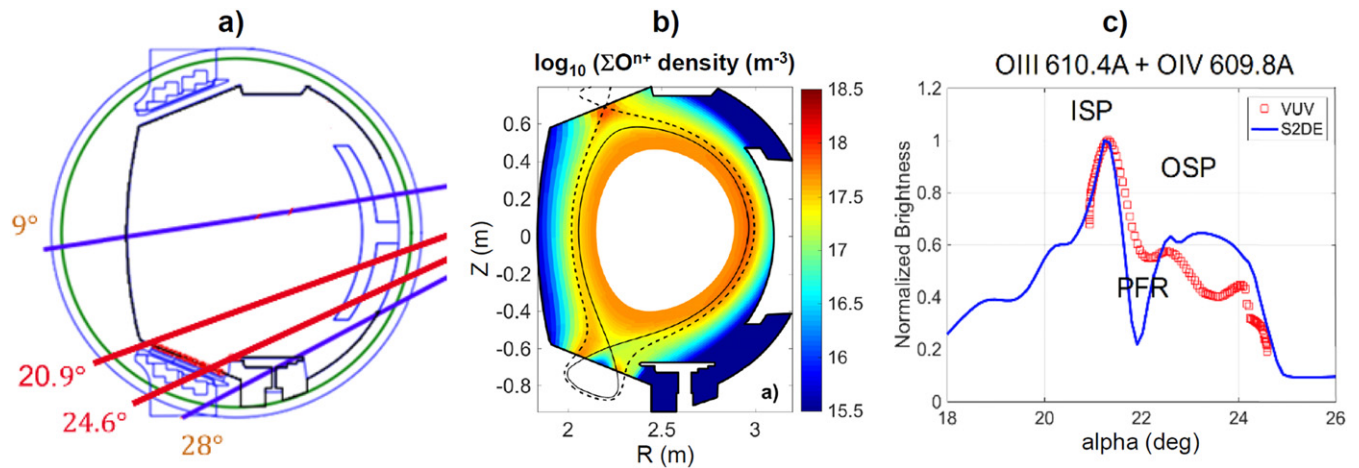 a)
9°
20.9°
24.6°
28°
b)
log₁₀ (ΣOⁿ⁺ density (m⁻³)
0.6
0.4
0.2
0
-0.2
-0.4
-0.6
-0.8
Z (m)
2
2.5
3
R (m)
a)
18.5
18
17.5
17
16.5
16
15.5
c)
OIII 610.4A + OIV 609.8A
ISP
OSP
PFR
VUV
S2DE
1.2
1
0.8
0.6
0.4
0.2
0
Normalized Brightness
18
20
22
24
26
alpha (deg)